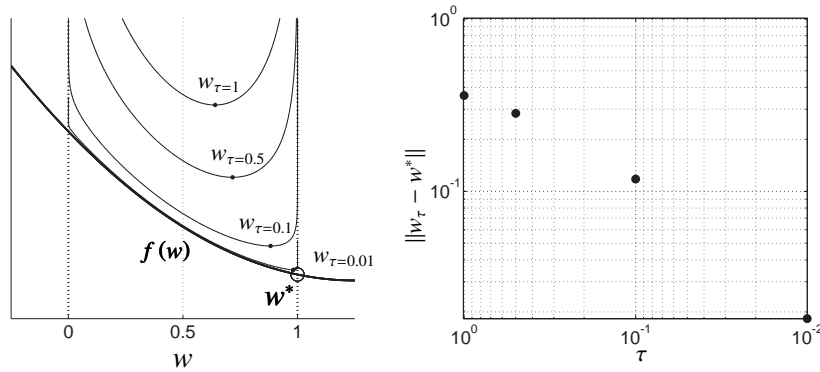 w_{τ=1}
w_{τ=0.5}
w_{τ=0.1}
w_{τ=0.01}
f (w)
w*
0
0.5
1
w
10^0
10^{-1}
||w_τ − w*||
10^0
10^{-1}
10^{-2}
τ